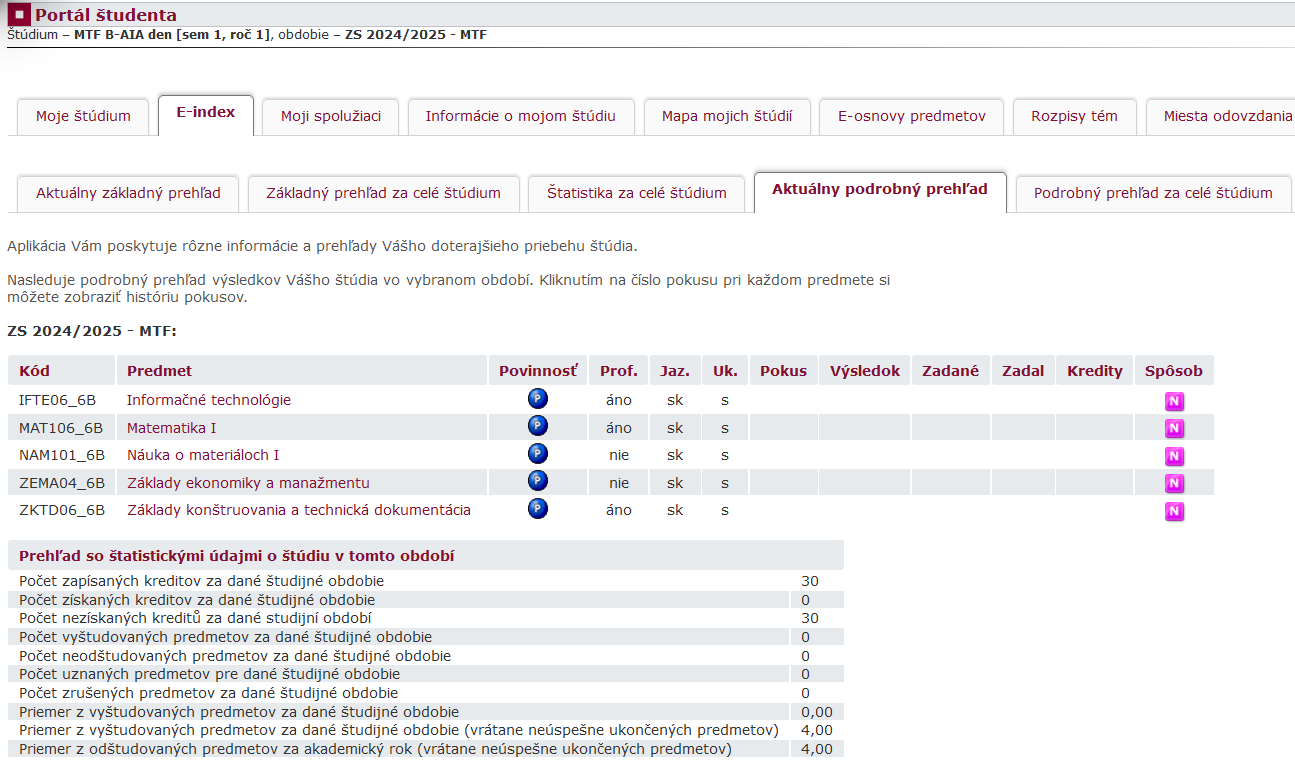 Portál študenta
Štúdium – MTF B-AIA den [sem 1, roč 1], obdobie – ZS 2024/2025 - MTF
Moje štúdium E-index Moji spolužiaci Informácie o mojom štúdiu Mapa mojich štúdií E-osnovy predmetov Rozpisy tém Miesta odovzdania
Aktuálny základný prehľad Základný prehľad za celé štúdium Štatistika za celé štúdium Aktuálny podrobný prehľad Podrobný prehľad za celé štúdium
Aplikácia Vám poskytuje rôzne informácie a prehľady Vášho doterajšieho priebehu štúdia.
Nasleduje podrobný prehľad výsledkov Vášho štúdia vo vybranom období. Kliknutím na číslo pokusu pri každom predmete si
môžete zobraziť históriu pokusov.
ZS 2024/2025 - MTF:
Kód Predmet Povinnosť Prof. Jaz. Uk. Pokus Výsledok Zadané Zadal Kredity Spôsob
IFTE06_6B Informačné technológie P áno sk s N
MAT106_6B Matematika I P áno sk s N
NAM101_6B Náuka o materiáloch I P nie sk s N
ZEMA04_6B Základy ekonomiky a manažmentu P nie sk s N
ZKTD06_6B Základy konštruovania a technická dokumentácia P áno sk s N
Prehľad so štatistickými údajmi o štúdiu v tomto období
Počet zapísaných kreditov za dané študijné obdobie 30
Počet získaných kreditov za dané študijné obdobie 0
Počet nezískaných kreditů za dané studijní období 30
Počet vyštudovaných predmetov za dané študijné obdobie 0
Počet neodštudovaných predmetov za dané študijné obdobie 0
Počet uznaných predmetov pre dané študijné obdobie 0
Počet zrušených predmetov za dané študijné obdobie 0
Priemer z vyštudovaných predmetov za dané študijné obdobie 0,00
Priemer z vyštudovaných predmetov za dané študijné obdobie (vrátane neúspešne ukončených predmetov) 4,00
Priemer z odštudovaných predmetov za akademický rok (vrátane neúspešne ukončených predmetov) 4,00